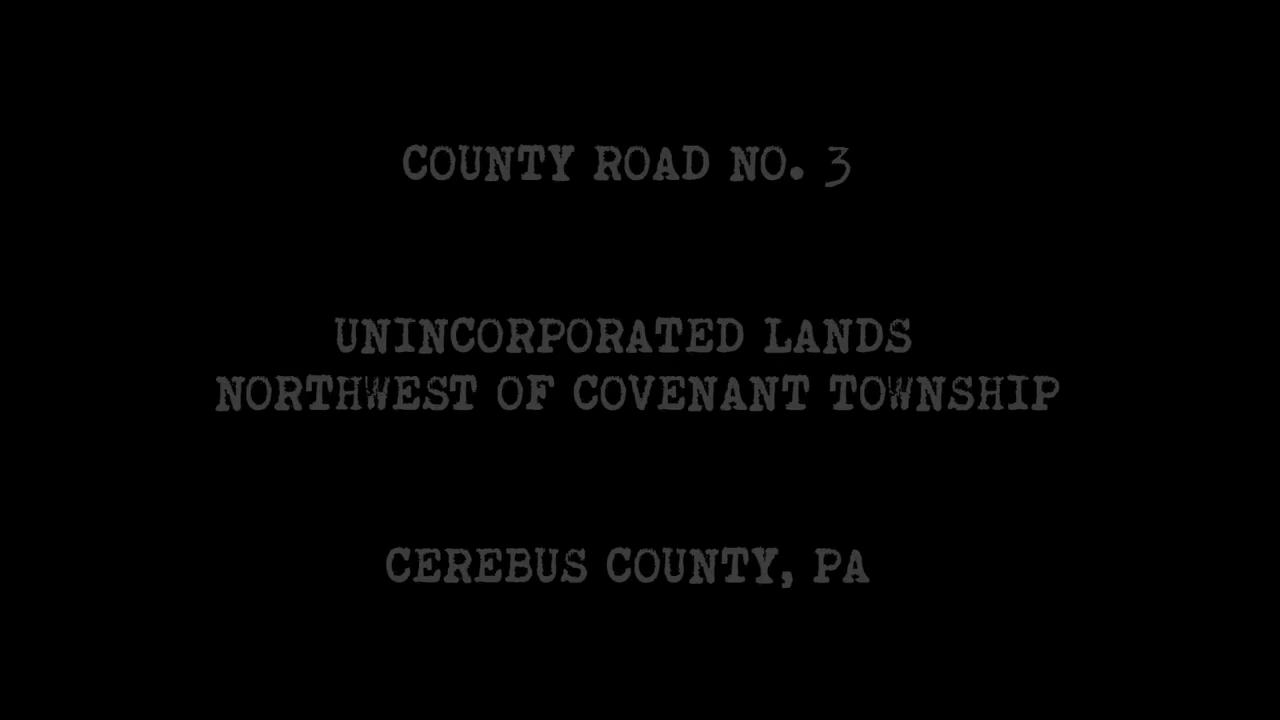 COUNTY ROAD NO. 3
UNINCORPORATED LANDS
NORTHWEST OF COVENANT TOWNSHIP
CEREBUS COUNTY, PA